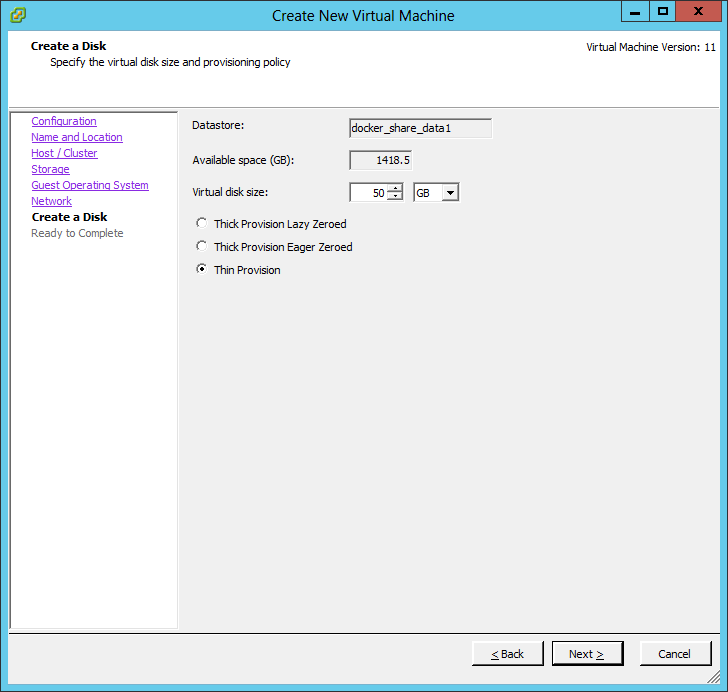 Create New Virtual Machine
Create a Disk
Specify the virtual disk size and provisioning policy
Virtual Machine Version: 11
Configuration
Name and Location
Host / Cluster
Storage
Guest Operating System
Network
Create a Disk
Ready to Complete
Datastore: docker_share_data1
Available space (GB): 1418.5
Virtual disk size: 50 GB
Thick Provision Lazy Zeroed
Thick Provision Eager Zeroed
Thin Provision
< Back Next > Cancel